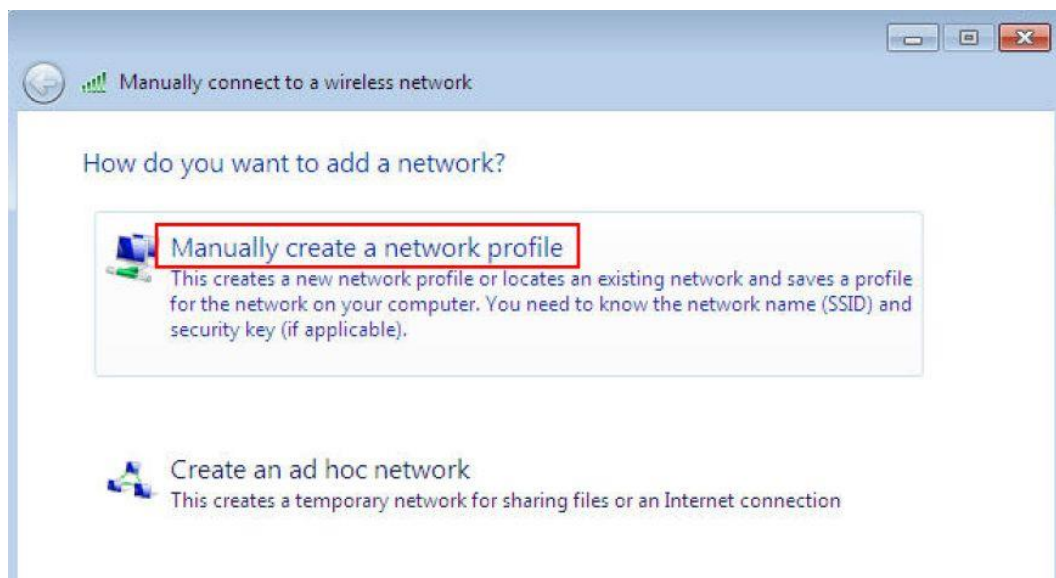 Manually connect to a wireless network
How do you want to add a network?
Manually create a network profile
This creates a new network profile or locates an existing network and saves a profile
for the network on your computer. You need to know the network name (SSID) and
security key (if applicable).
Create an ad hoc network
This creates a temporary network for sharing files or an Internet connection